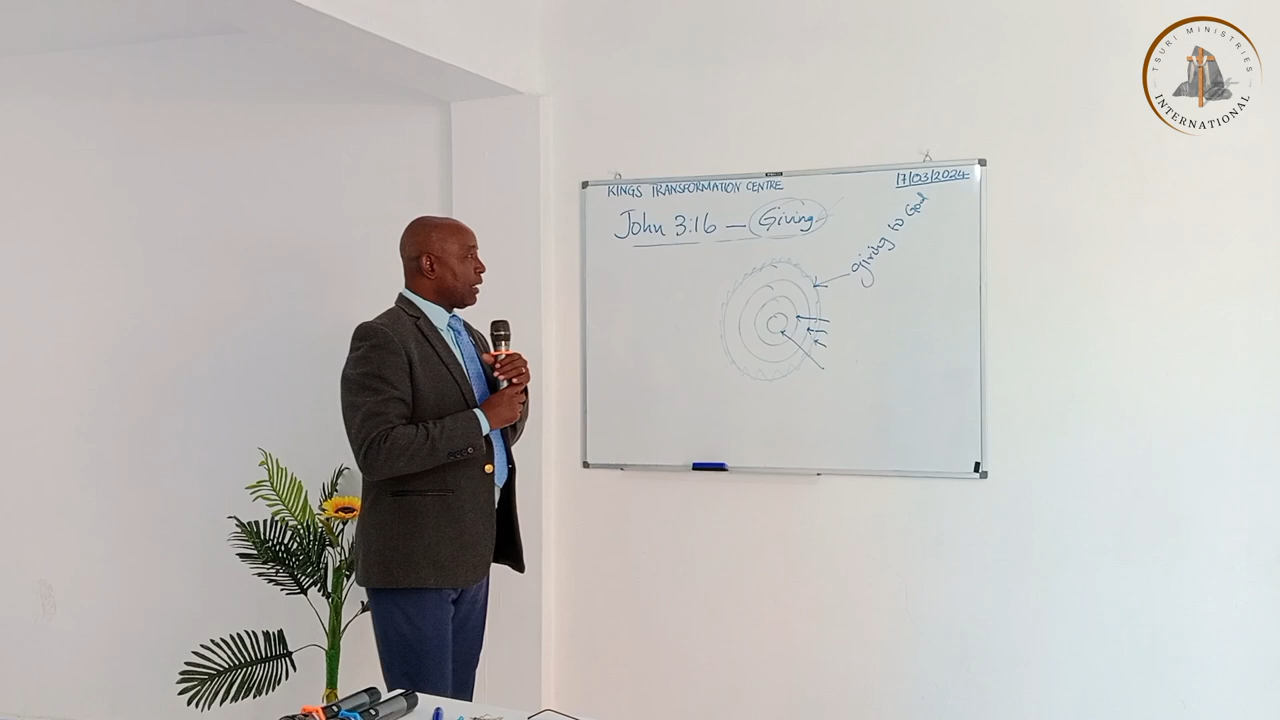 KINGS TRANSFORMATION CENTRE
17/03/2024
John 3:16 — Giving
Giving to God
TSURI MINISTRIES
INTERNATIONAL